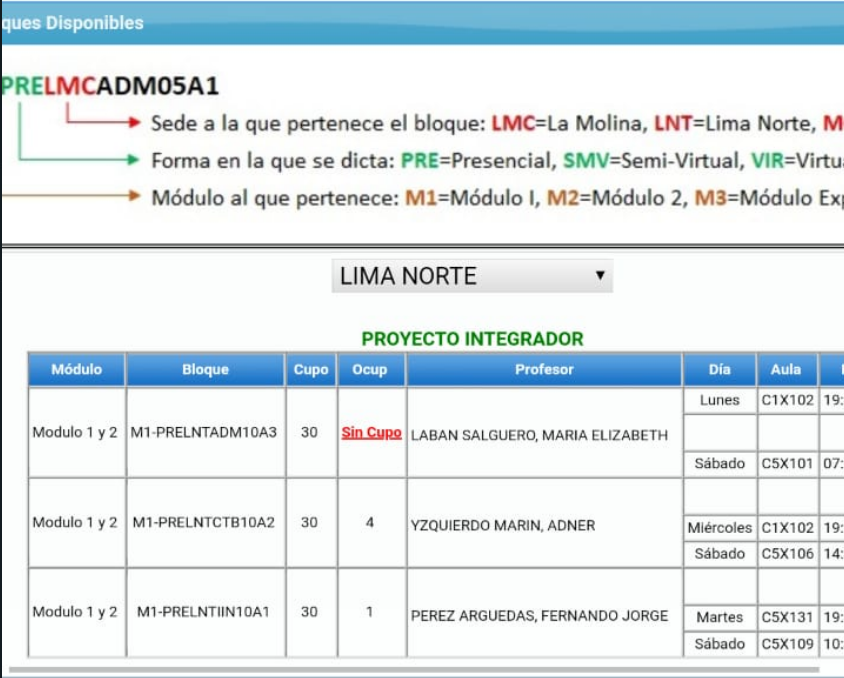 ques Disponibles
PRELMCADM05A1
Sede a la que pertenece el bloque: LMC=La Molina, LNT=Lima Norte, M
Forma en la que se dicta: PRE=Presencial, SMV=Semi-Virtual, VIR=Virtua
Módulo al que pertenece: M1=Módulo I, M2=Módulo 2, M3=Módulo Exp
LIMA NORTE
PROYECTO INTEGRADOR
Módulo Bloque Cupo Ocup Profesor Día Aula
Lunes C1X102 19:
Modulo 1 y 2 M1-PRELNTADM10A3 30 Sin Cupo LABAN SALGUERO, MARIA ELIZABETH
Sábado C5X101 07:
Modulo 1 y 2 M1-PRELNTCTB10A2 30 4 YZQUIERDO MARIN, ADNER
Miércoles C1X102 19:
Sábado C5X106 14:
Modulo 1 y 2 M1-PRELNTIIN10A1 30 1 PEREZ ARGUEDAS, FERNANDO JORGE
Martes C5X131 19:
Sábado C5X109 10: